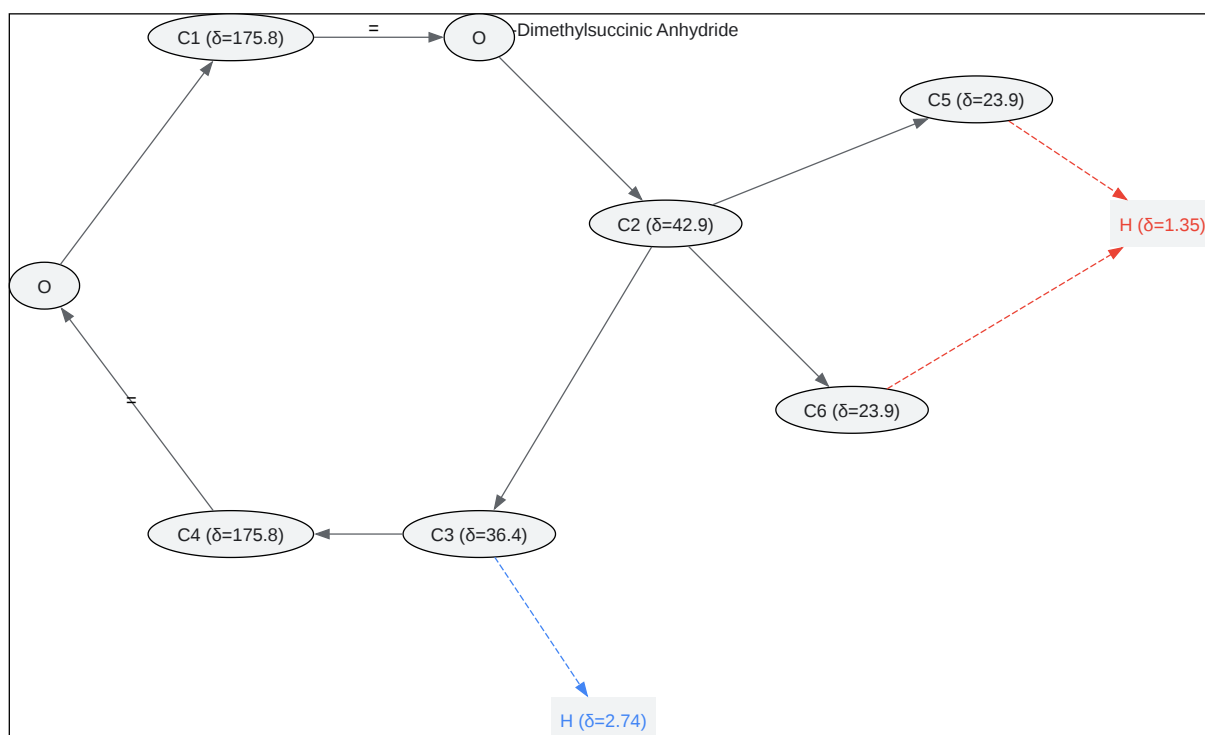 C1 (δ=175.8)
=
O
-Dimethylsuccinic Anhydride
C5 (δ=23.9)
C2 (δ=42.9)
H (δ=1.35)
O
=
C6 (δ=23.9)
C4 (δ=175.8)
C3 (δ=36.4)
H (δ=2.74)